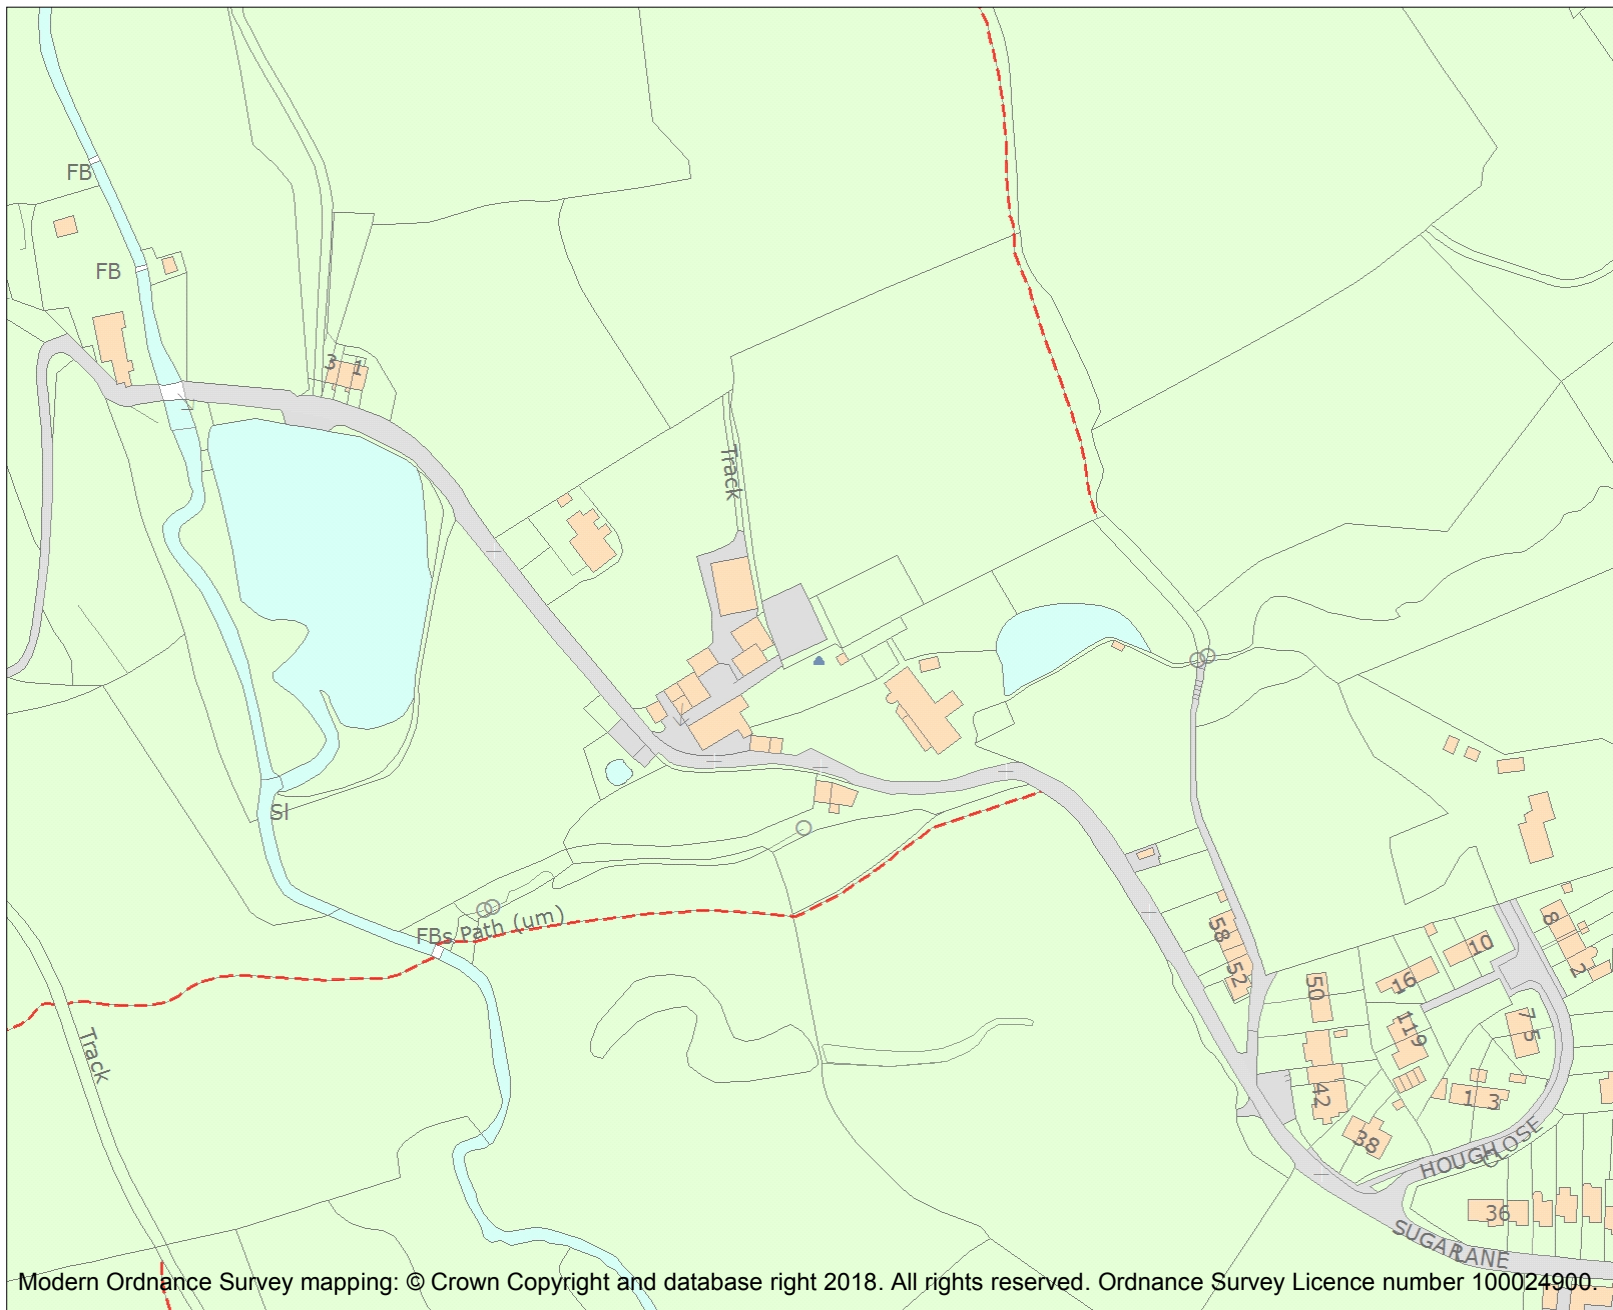 FB
FB
3 1
Track
Sl
FBs Path (um)
Track
58
52
50
42
38
16
10
8
2
119
7 5
1 3
HOUGH CLOSE
36
SUGAR LANE
Modern Ordnance Survey mapping: © Crown Copyright and database right 2018. All rights reserved. Ordnance Survey Licence number 100024900.